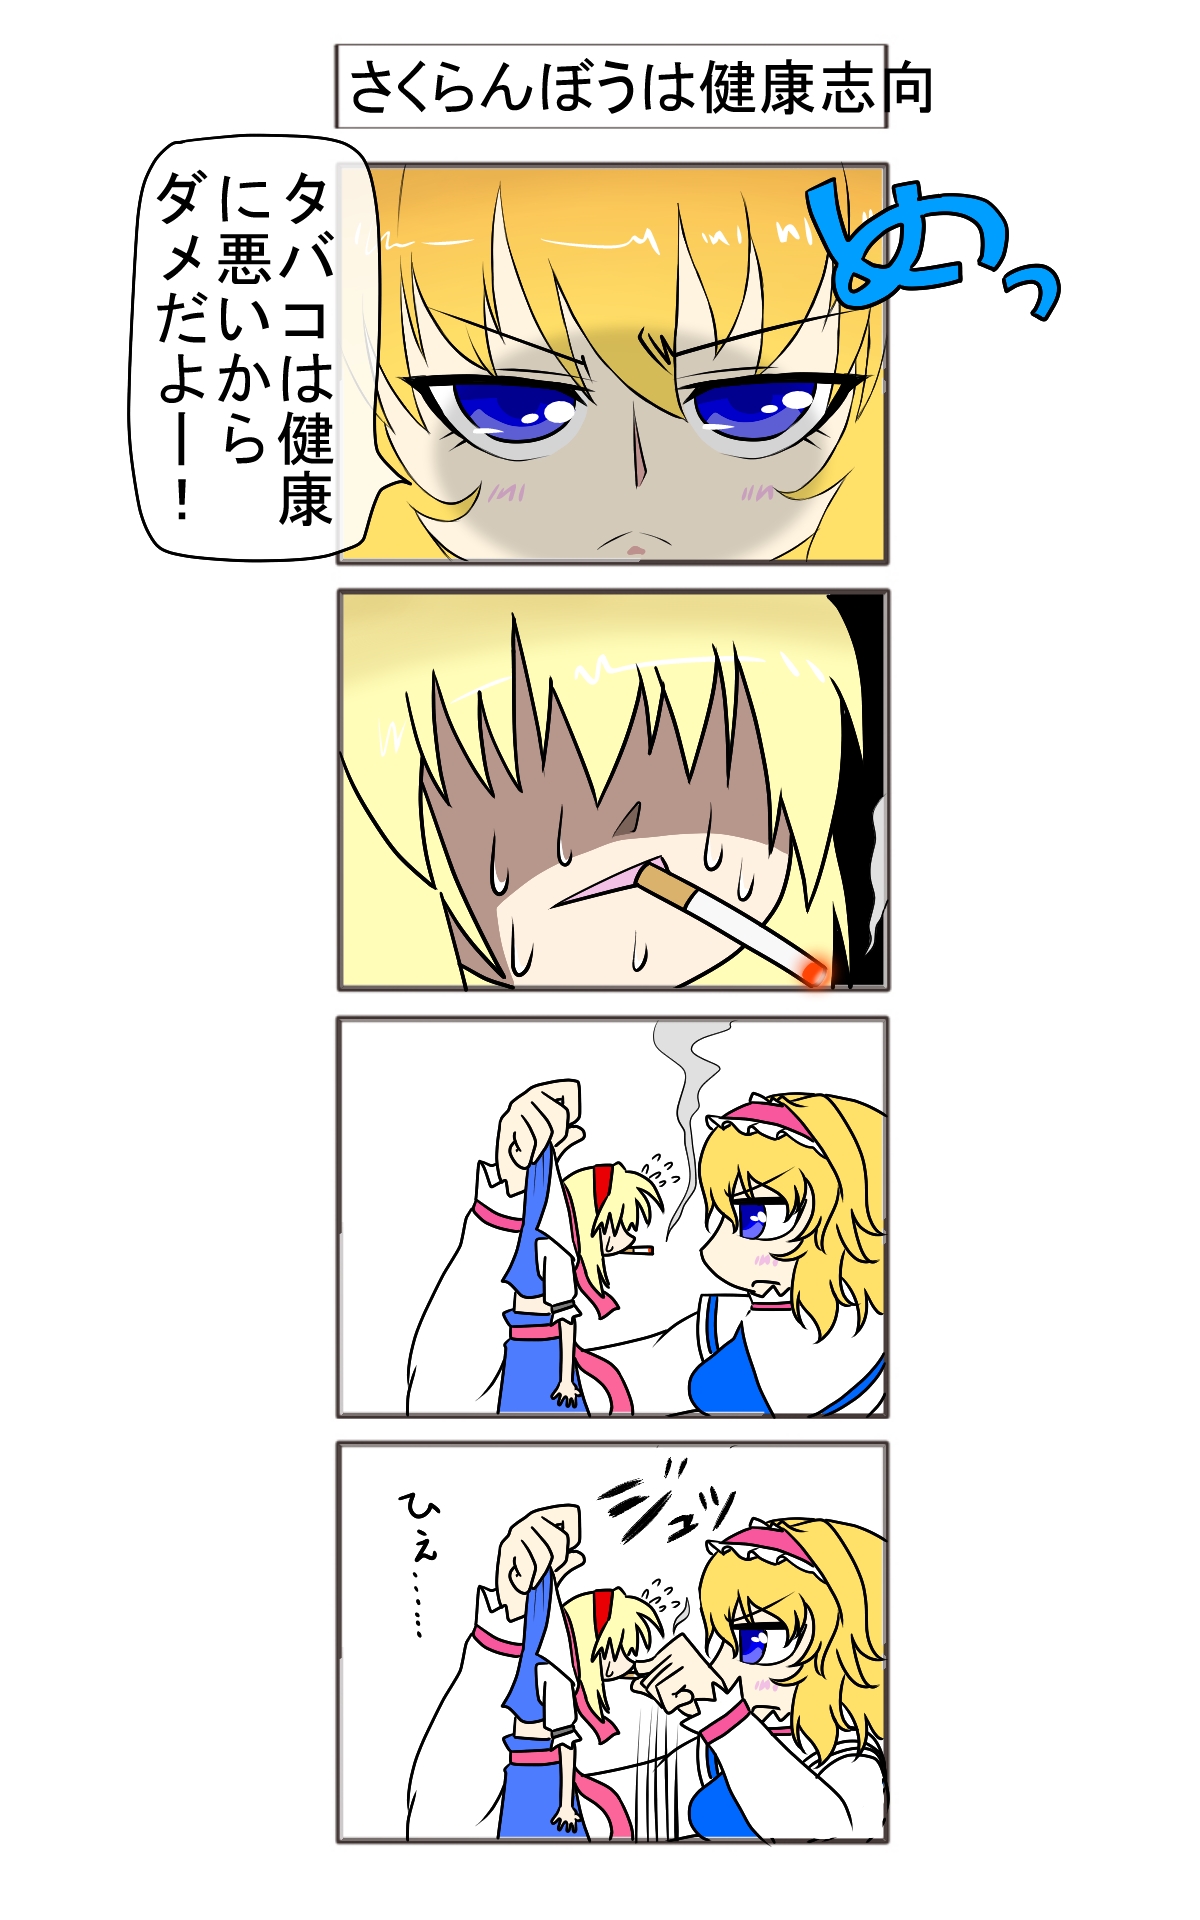 さくらんぼうは健康志向
めっ
タバコは健康
に悪いから
ダメだよー！
ジュッ
ひぇ……